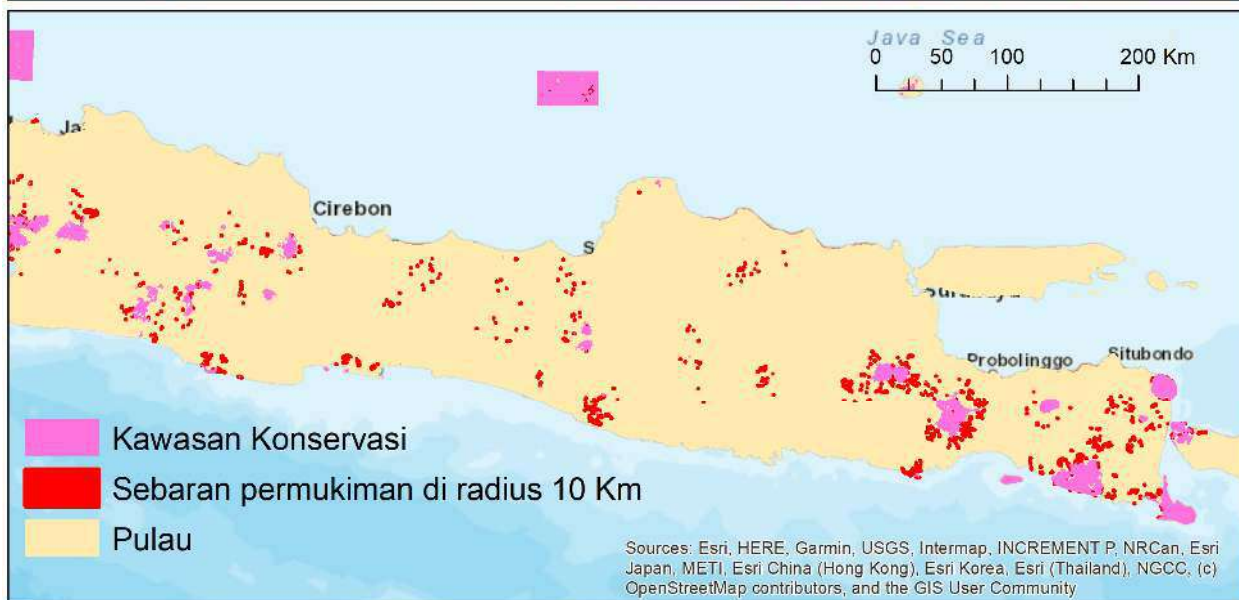 Java Sea
0 50 100 200 Km
Cirebon
Probolinggo
Situbondo
Kawasan Konservasi
Sebaran permukiman di radius 10 Km
Pulau
Sources: Esri, HERE, Garmin, USGS, Intermap, INCREMENT P, NRCan, Esri
Japan, METI, Esri China (Hong Kong), Esri Korea, Esri (Thailand), NGCC, (c)
OpenStreetMap contributors, and the GIS User Community